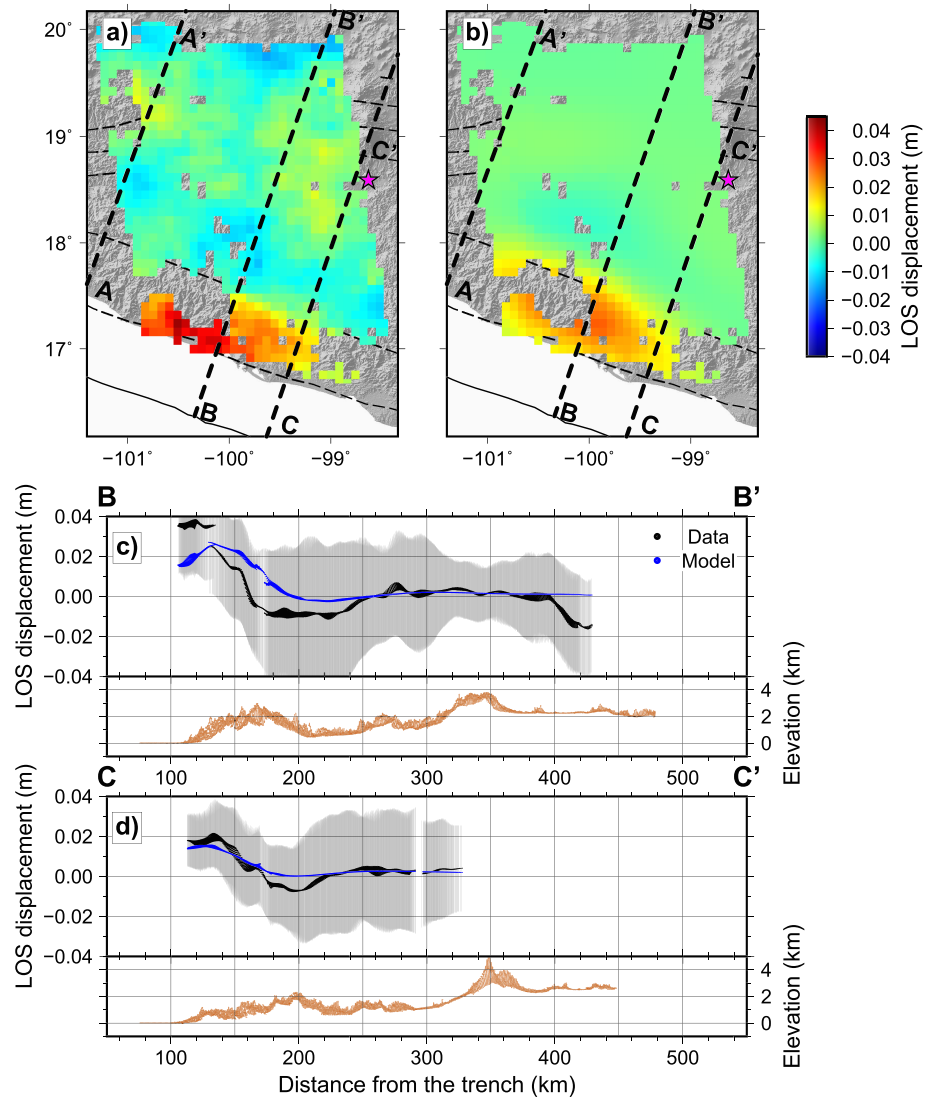 a) A' B'
b) A' B'
20˚
19˚
18˚
17˚
C' C'
A A
B C
B C
−101˚ −100˚ −99˚
−101˚ −100˚ −99˚
0.04
0.03
0.02
0.01
0.00
−0.01
−0.02
−0.03
−0.04
LOS displacement (m)
B B’
c)
Data
Model
0.04
0.02
0.00
−0.02
−0.04
LOS displacement (m)
4
2
0
Elevation (km)
100 200 300 400 500
C C’
d)
0.04
0.02
0.00
−0.02
−0.04
LOS displacement (m)
4
2
0
Elevation (km)
100 200 300 400 500
Distance from the trench (km)